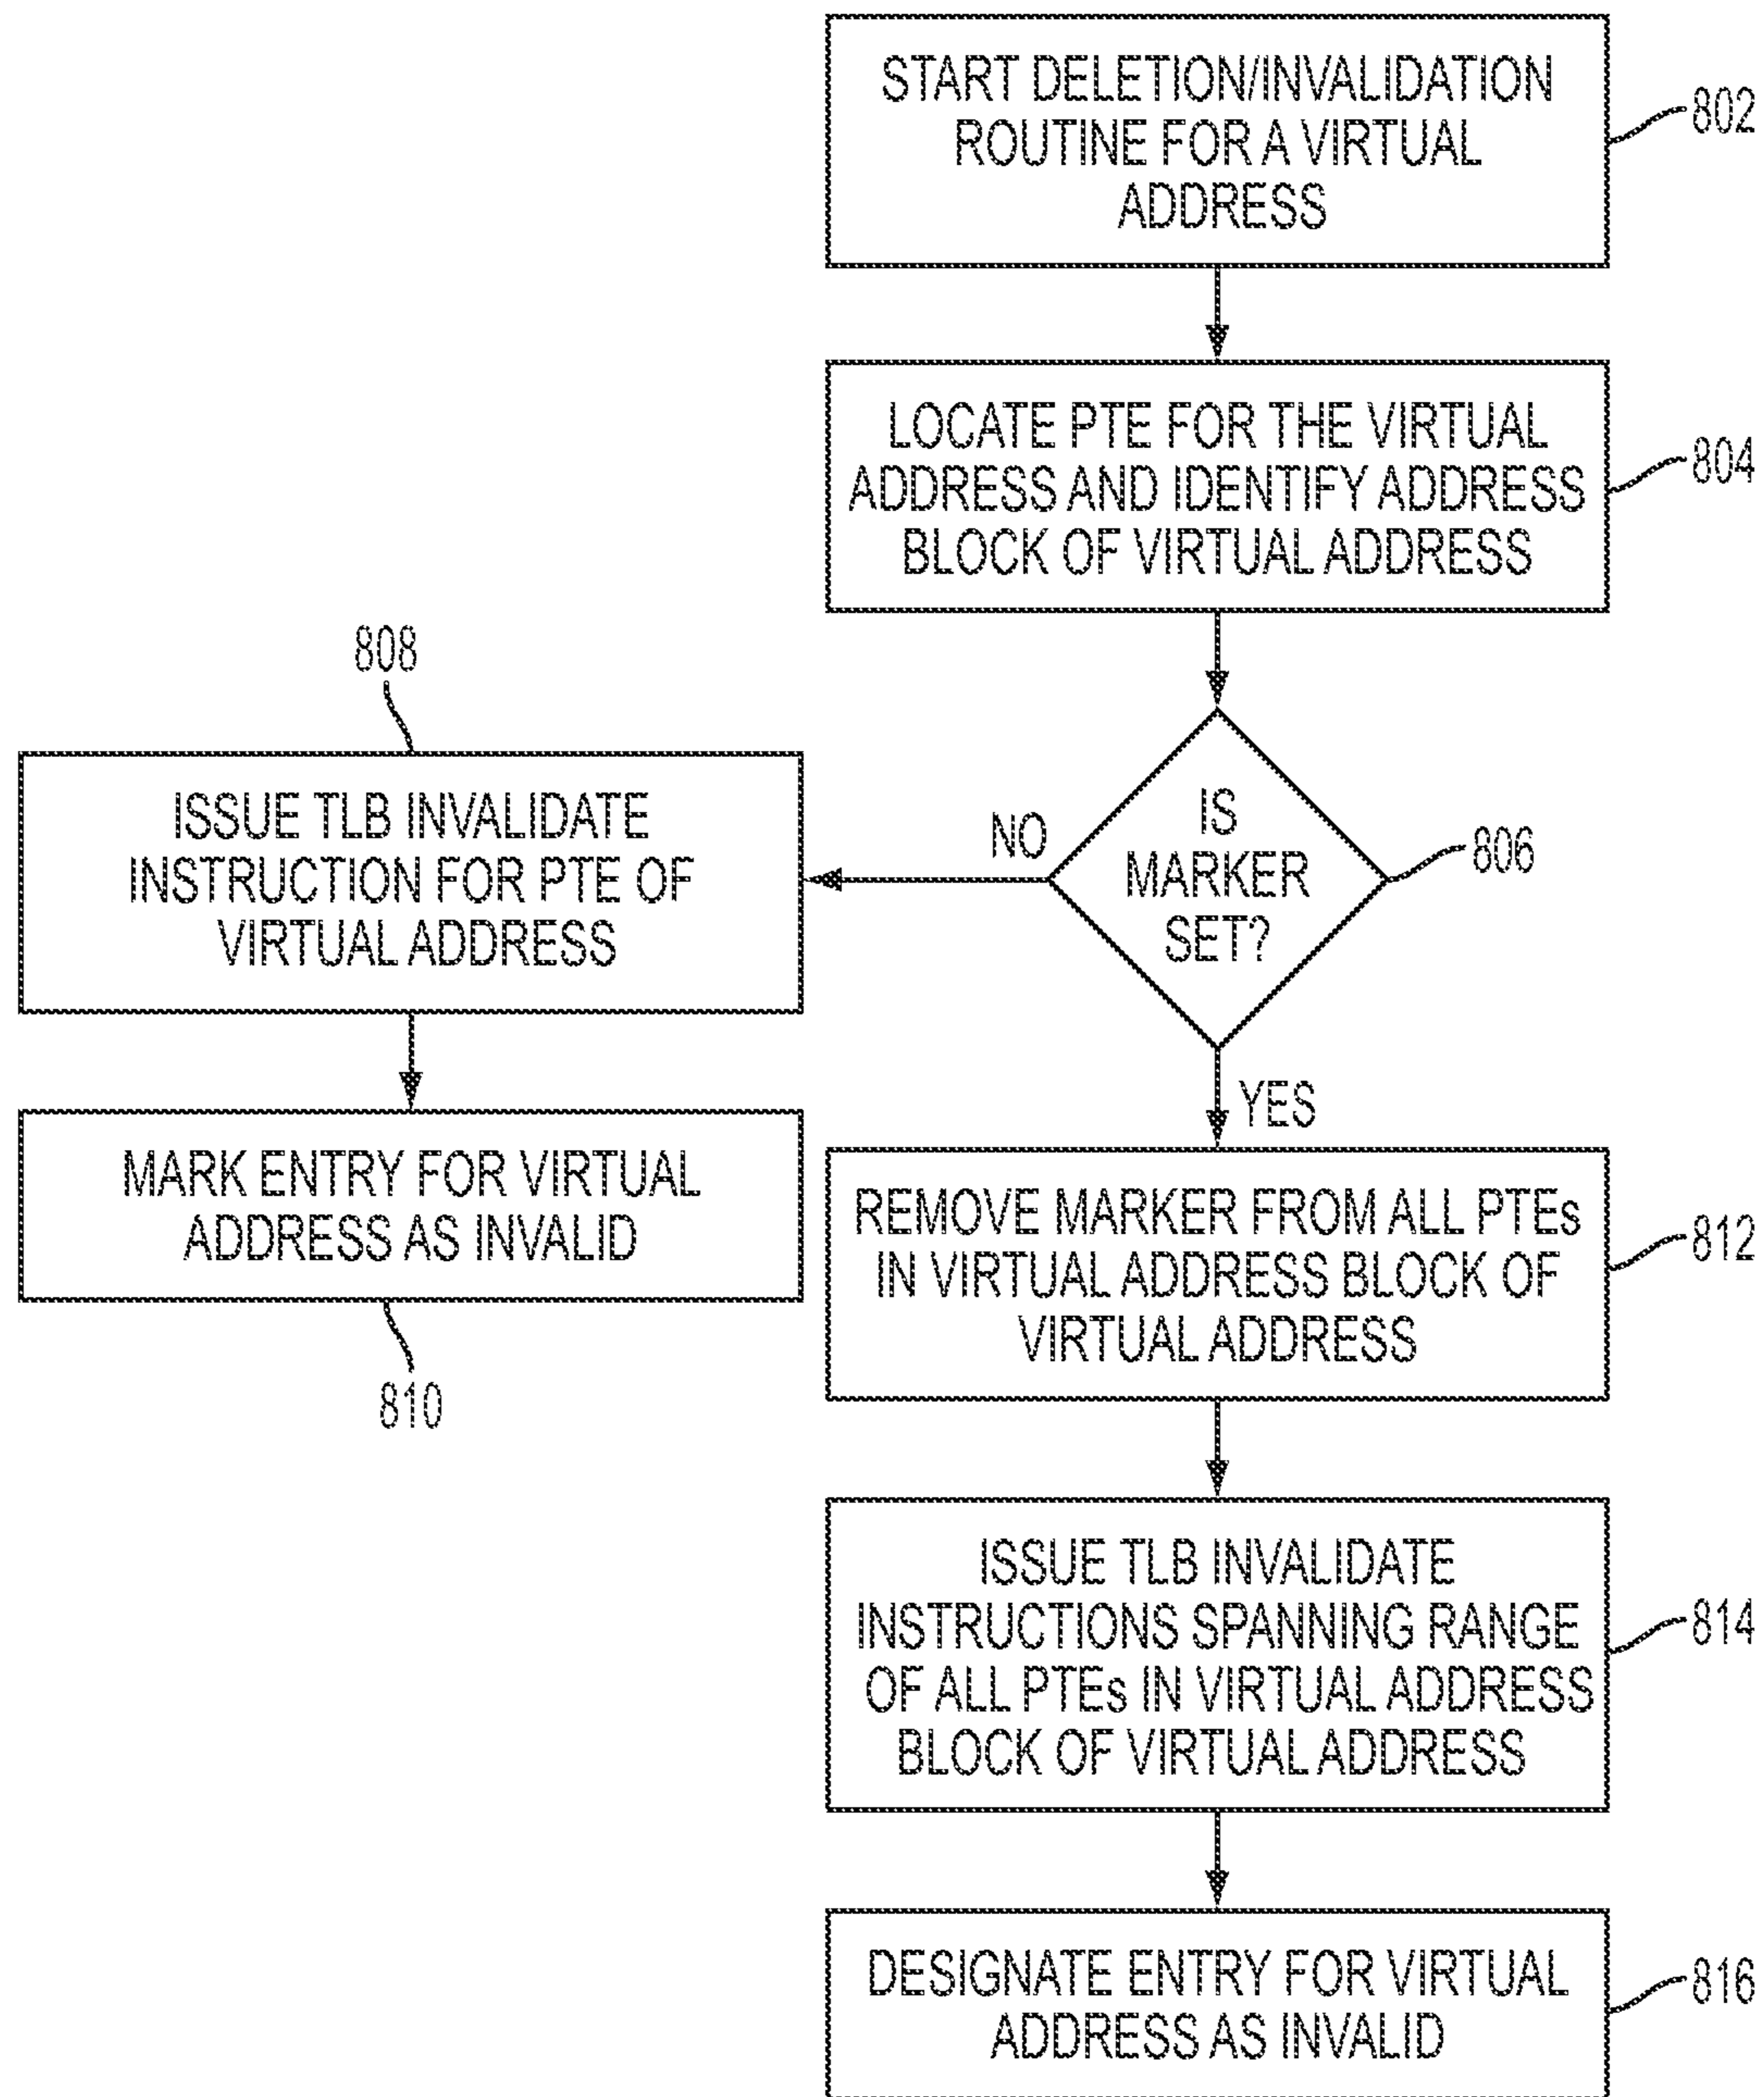 START DELETION/INVALIDATION
ROUTINE FOR A VIRTUAL
ADDRESS
802
LOCATE PTE FOR THE VIRTUAL
ADDRESS AND IDENTIFY ADDRESS
BLOCK OF VIRTUAL ADDRESS
804
IS
MARKER
SET?
806
NO
YES
808
ISSUE TLB INVALIDATE
INSTRUCTION FOR PTE OF
VIRTUAL ADDRESS
MARK ENTRY FOR VIRTUAL
ADDRESS AS INVALID
810
REMOVE MARKER FROM ALL PTEs
IN VIRTUAL ADDRESS BLOCK OF
VIRTUAL ADDRESS
812
ISSUE TLB INVALIDATE
INSTRUCTIONS SPANNING RANGE
OF ALL PTEs IN VIRTUAL ADDRESS
BLOCK OF VIRTUAL ADDRESS
814
DESIGNATE ENTRY FOR VIRTUAL
ADDRESS AS INVALID
816